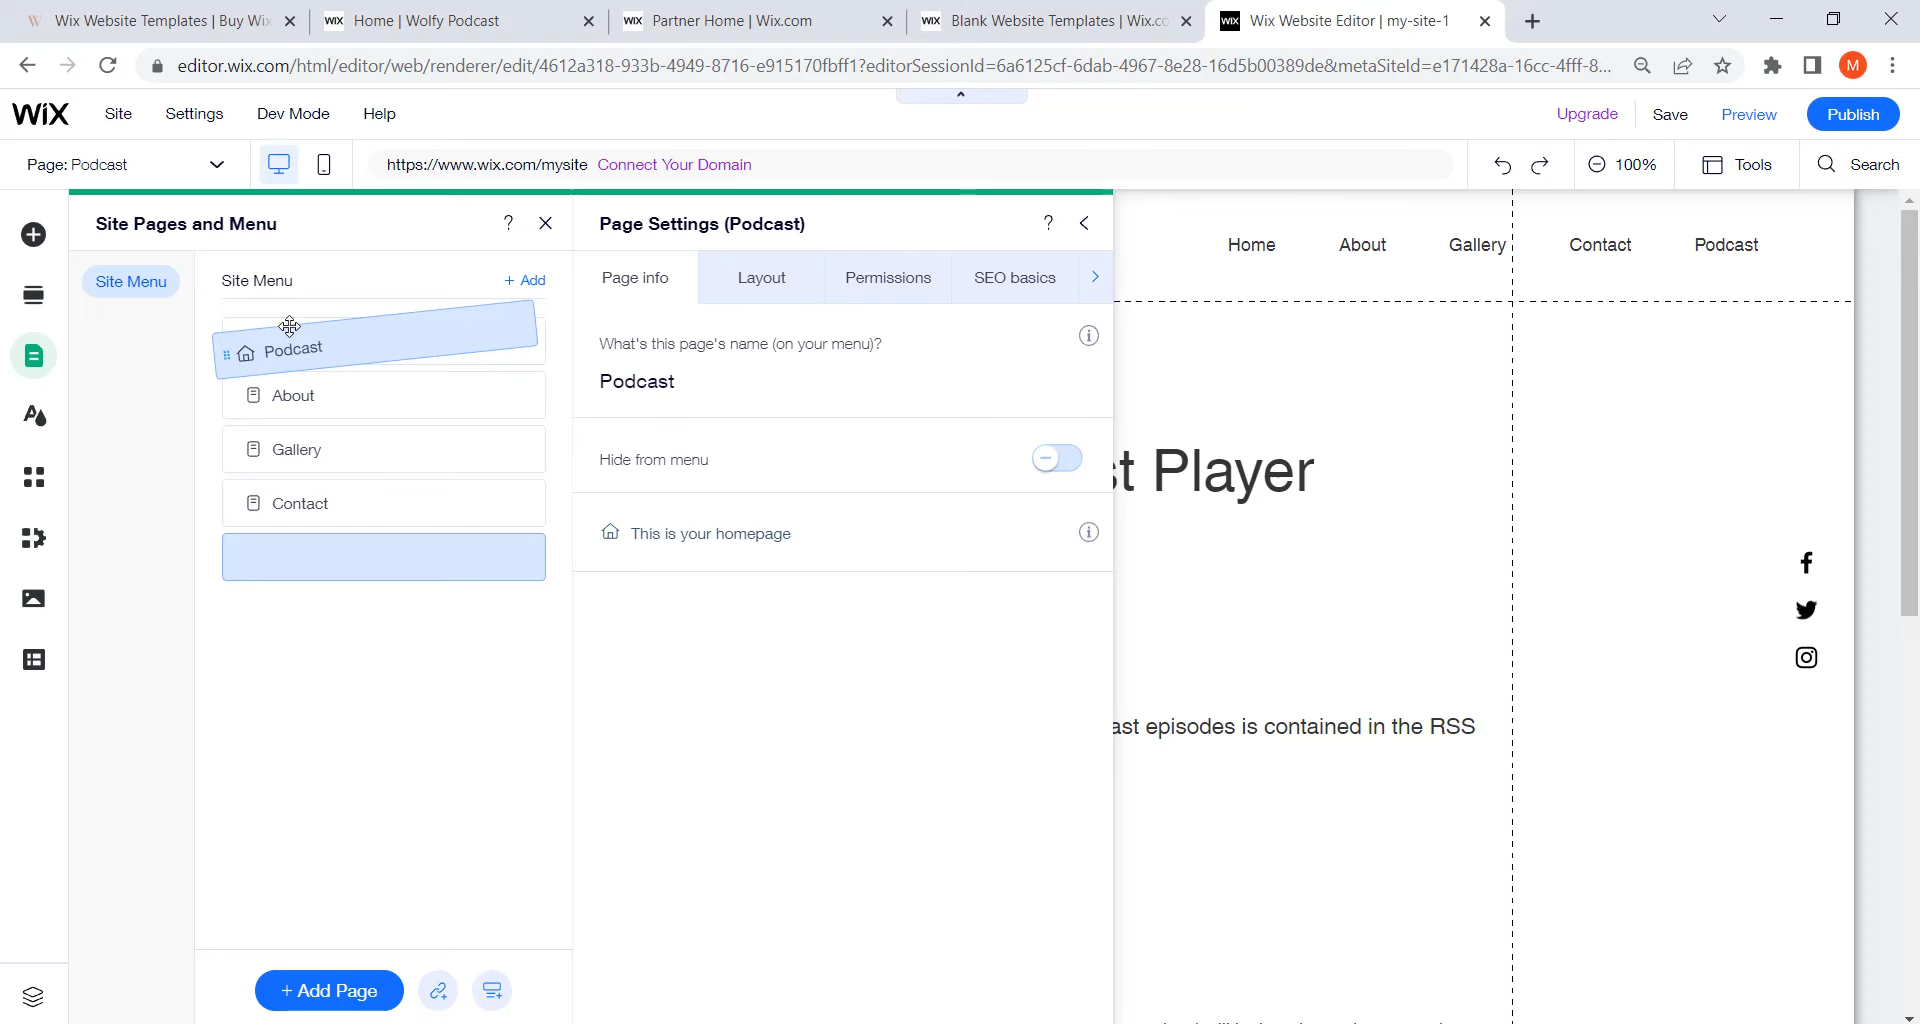 Wix Website Templates | Buy Wix
Home | Wolfy Podcast
Partner Home | Wix.com
Blank Website Templates | Wix.co
Wix Website Editor | my-site-1
editor.wix.com/html/editor/web/renderer/edit/4612a318-933b-4949-8716-e915170fbff1?editorSessionId=6a6125cf-6dab-4967-8e28-16d5b00389de&metaSiteId=e171428a-16cc-4fff-8...
M
WiX
Site
Settings
Dev Mode
Help
Upgrade
Save
Preview
Publish
Page: Podcast
https://www.wix.com/mysite Connect Your Domain
100%
Tools
Search
Site Pages and Menu
?
Page Settings (Podcast)
?
Home
About
Gallery
Contact
Podcast
Site Menu
Site Menu
+ Add
Page info
Layout
Permissions
SEO basics
Podcast
About
Gallery
Contact
What's this page's name (on your menu)?
Podcast
Hide from menu
This is your homepage
st Player
ast episodes is contained in the RSS
+ Add Page